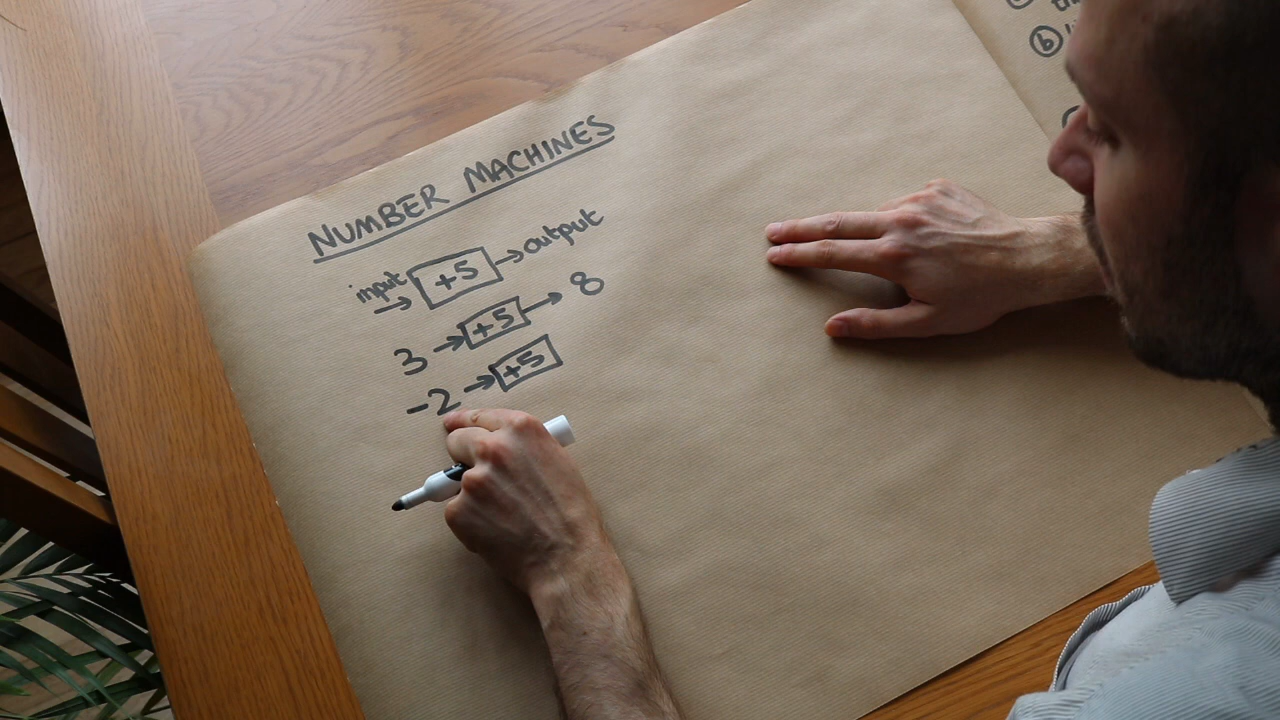 NUMBER MACHINES
input → +5 → output
3 → +5 → 8
-2 → +5
b